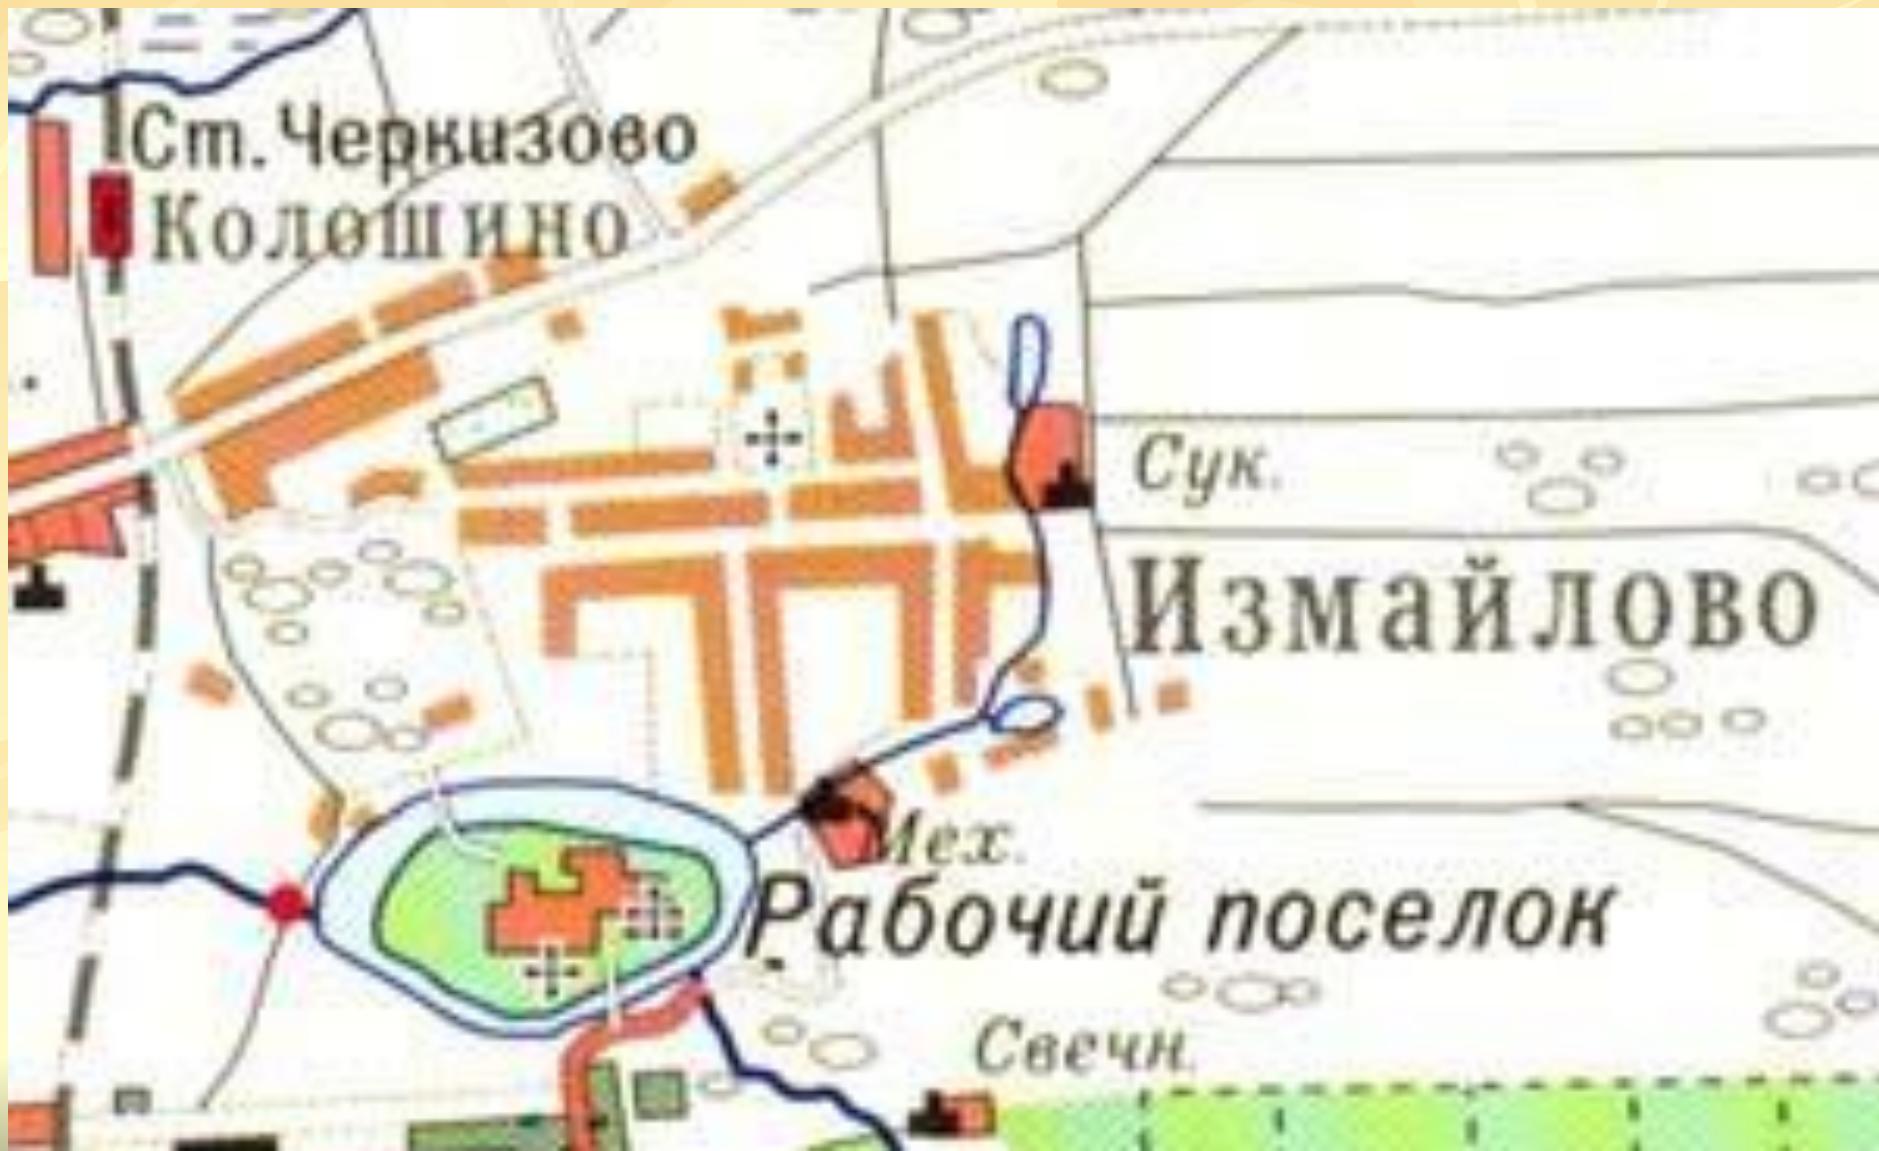 Ст. Черкизово
Колошино
Сук.
Измайлово
Мех.
Рабочий поселок
Свечн.